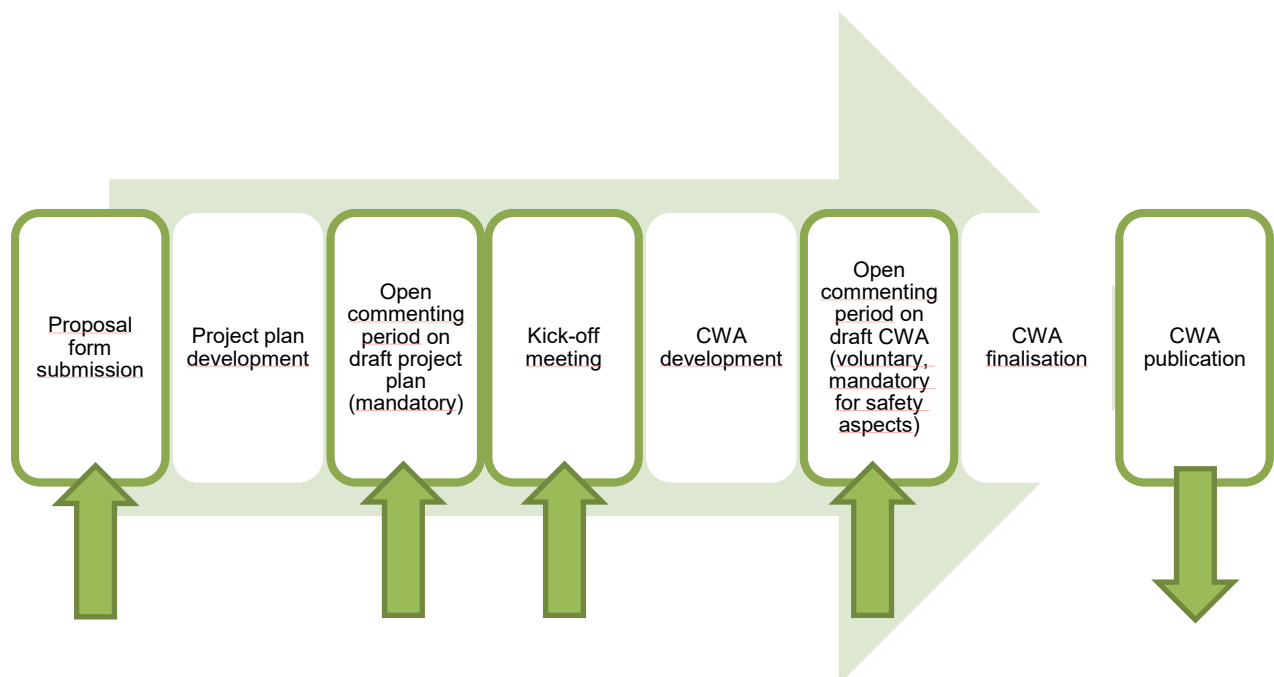 Proposal
form
submission
Project plan
development
Open
commenting
period on
draft project
plan
(mandatory)
Kick-off
meeting
CWA
development
Open
commenting
period on
draft CWA
(voluntary,
mandatory
for safety
aspects)
CWA
finalisation
CWA
publication